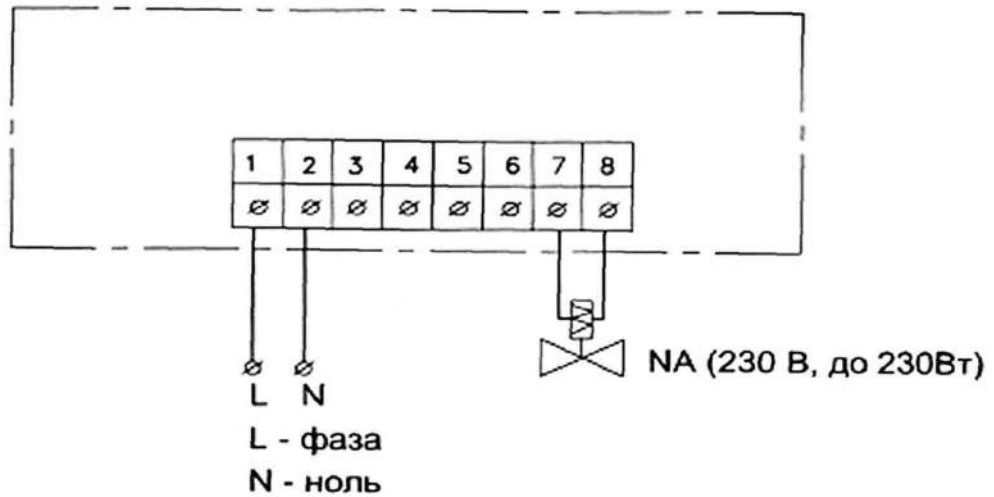 1 2 3 4 5 6 7 8
NA (230 В, до 230Вт)
L N
L - фаза
N - ноль